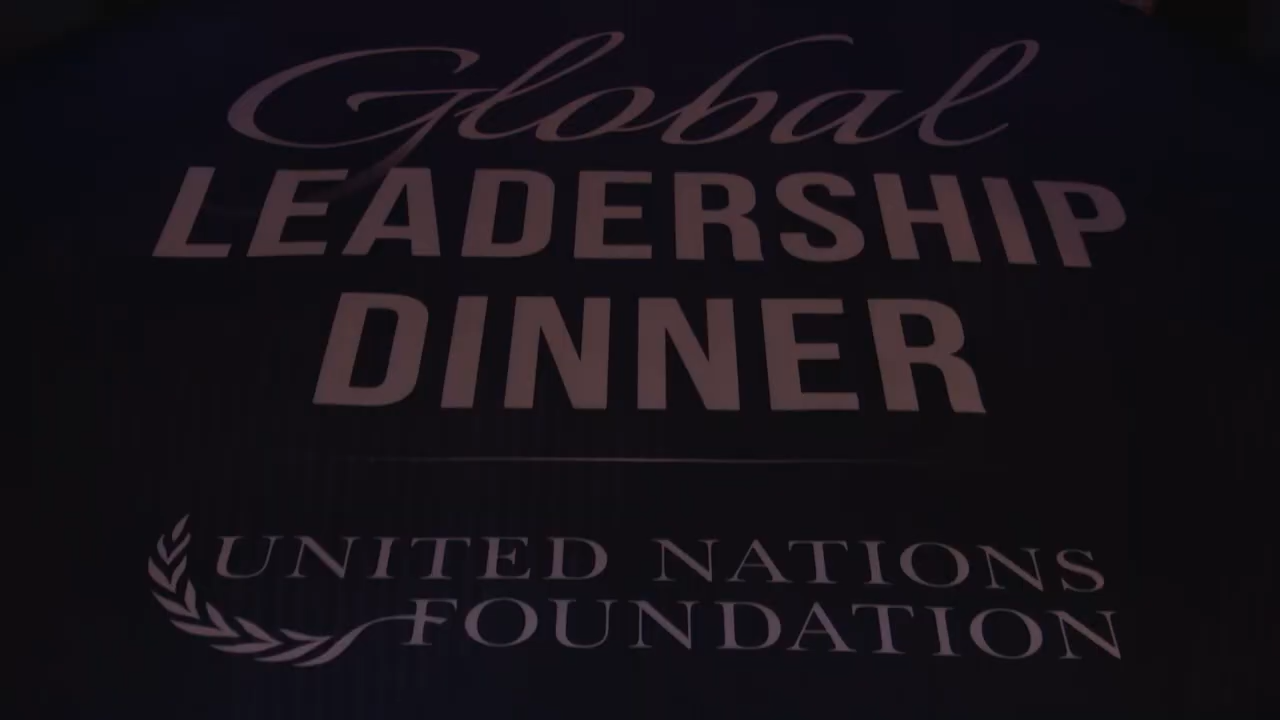 Global
LEADERSHIP
DINNER
UNITED NATIONS
FOUNDATION